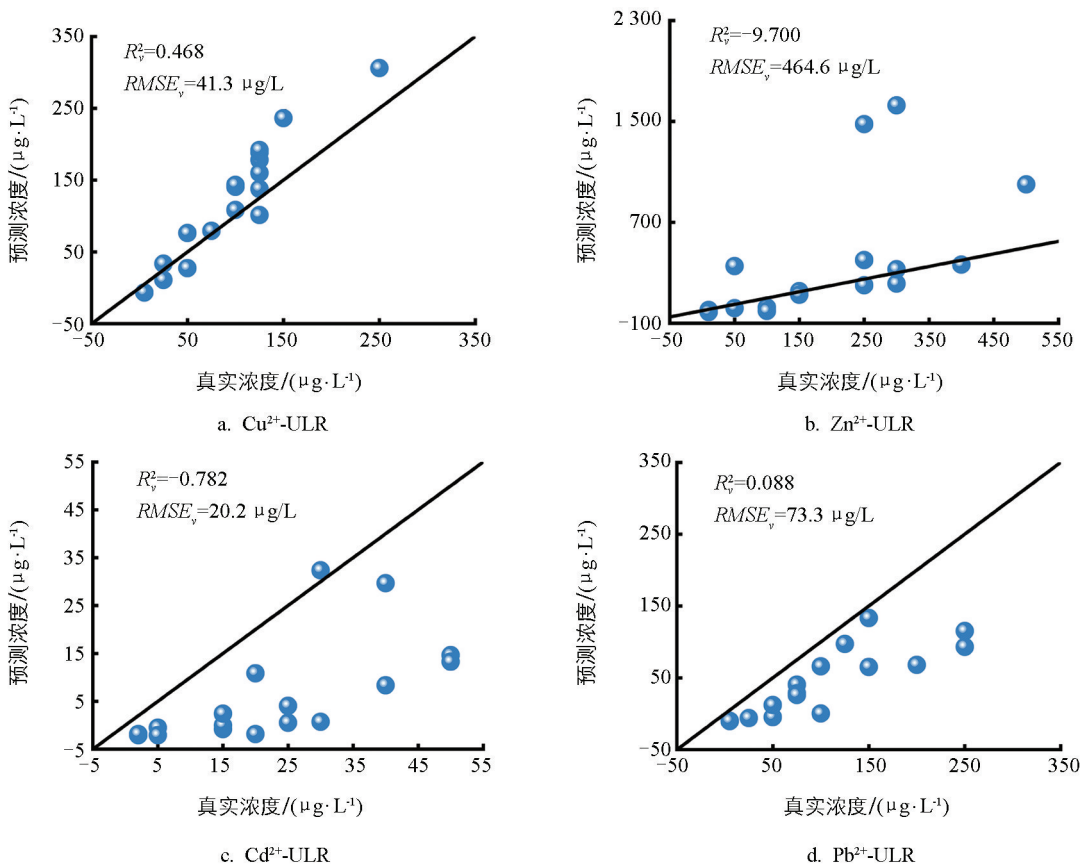 R²ᵥ=0.468
RMSEᵥ=41.3 μg/L
预测浓度/(μg·L⁻¹)
350
250
150
50
−50
−50 50 150 250 350
真实浓度/(μg·L⁻¹)
a. Cu²⁺-ULR
R²ᵥ=−9.700
RMSEᵥ=464.6 μg/L
预测浓度/(μg·L⁻¹)
2 300
1 500
700
−100
−50 50 150 250 350 450 550
真实浓度/(μg·L⁻¹)
b. Zn²⁺-ULR
R²ᵥ=−0.782
RMSEᵥ=20.2 μg/L
预测浓度/(μg·L⁻¹)
55
45
35
25
15
5
−5
−5 5 15 25 35 45 55
真实浓度/(μg·L⁻¹)
c. Cd²⁺-ULR
R²ᵥ=0.088
RMSEᵥ=73.3 μg/L
预测浓度/(μg·L⁻¹)
350
250
150
50
−50
−50 50 150 250 350
真实浓度/(μg·L⁻¹)
d. Pb²⁺-ULR